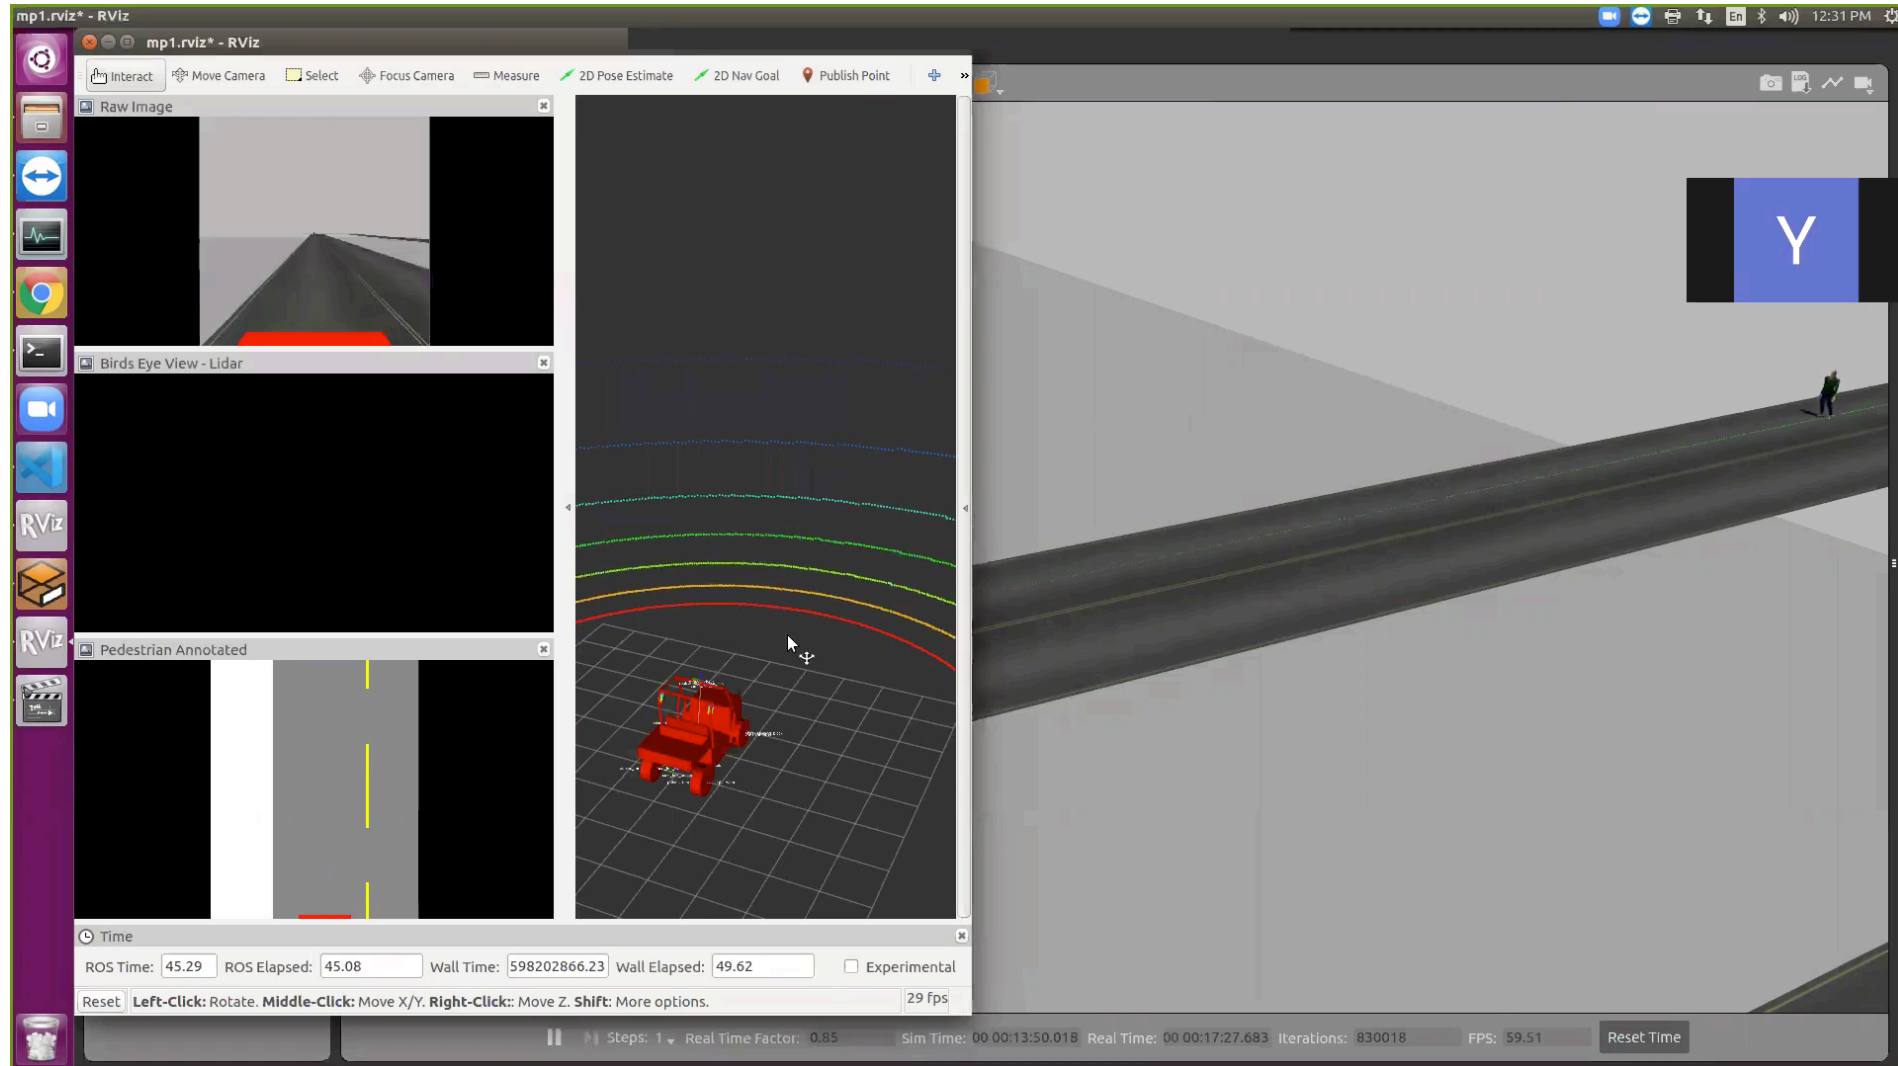 mp1.rviz* - RViz
En
12:31 PM
mp1.rviz* - RViz
Interact
Move Camera
Select
Focus Camera
Measure
2D Pose Estimate
2D Nav Goal
Publish Point
»
LOG
Raw Image
Y
Birds Eye View - Lidar
RViz
RViz
Pedestrian Annotated
Time
ROS Time: 45.29 ROS Elapsed: 45.08 Wall Time: 598202866.23 Wall Elapsed: 49.62 Experimental
Reset Left-Click: Rotate. Middle-Click: Move X/Y. Right-Click:: Move Z. Shift: More options. 29 fps
Steps: 1 Real Time Factor: 0.85 Sim Time: 00 00:13:50.018 Real Time: 00 00:17:27.683 Iterations: 830018 FPS: 59.51 Reset Time